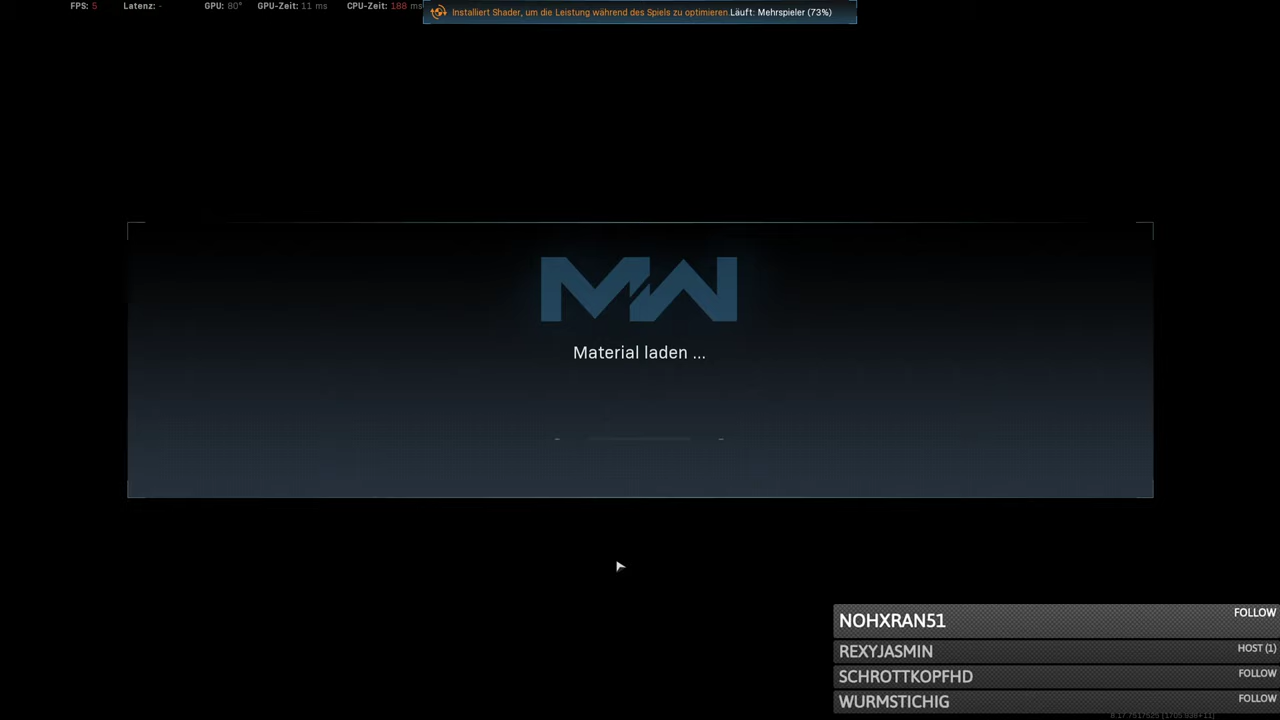 FPS: 5 Latenz: - GPU: 80° GPU-Zeit: 11 ms CPU-Zeit: 188 ms
Installiert Shader, um die Leistung während des Spiels zu optimieren Läuft: Mehrspieler (73%)
MW
Material laden ...
NOHXRAN51 FOLLOW
REXYJASMIN HOST (1)
SCHROTTKOPFHD FOLLOW
WURMSTICHIG FOLLOW